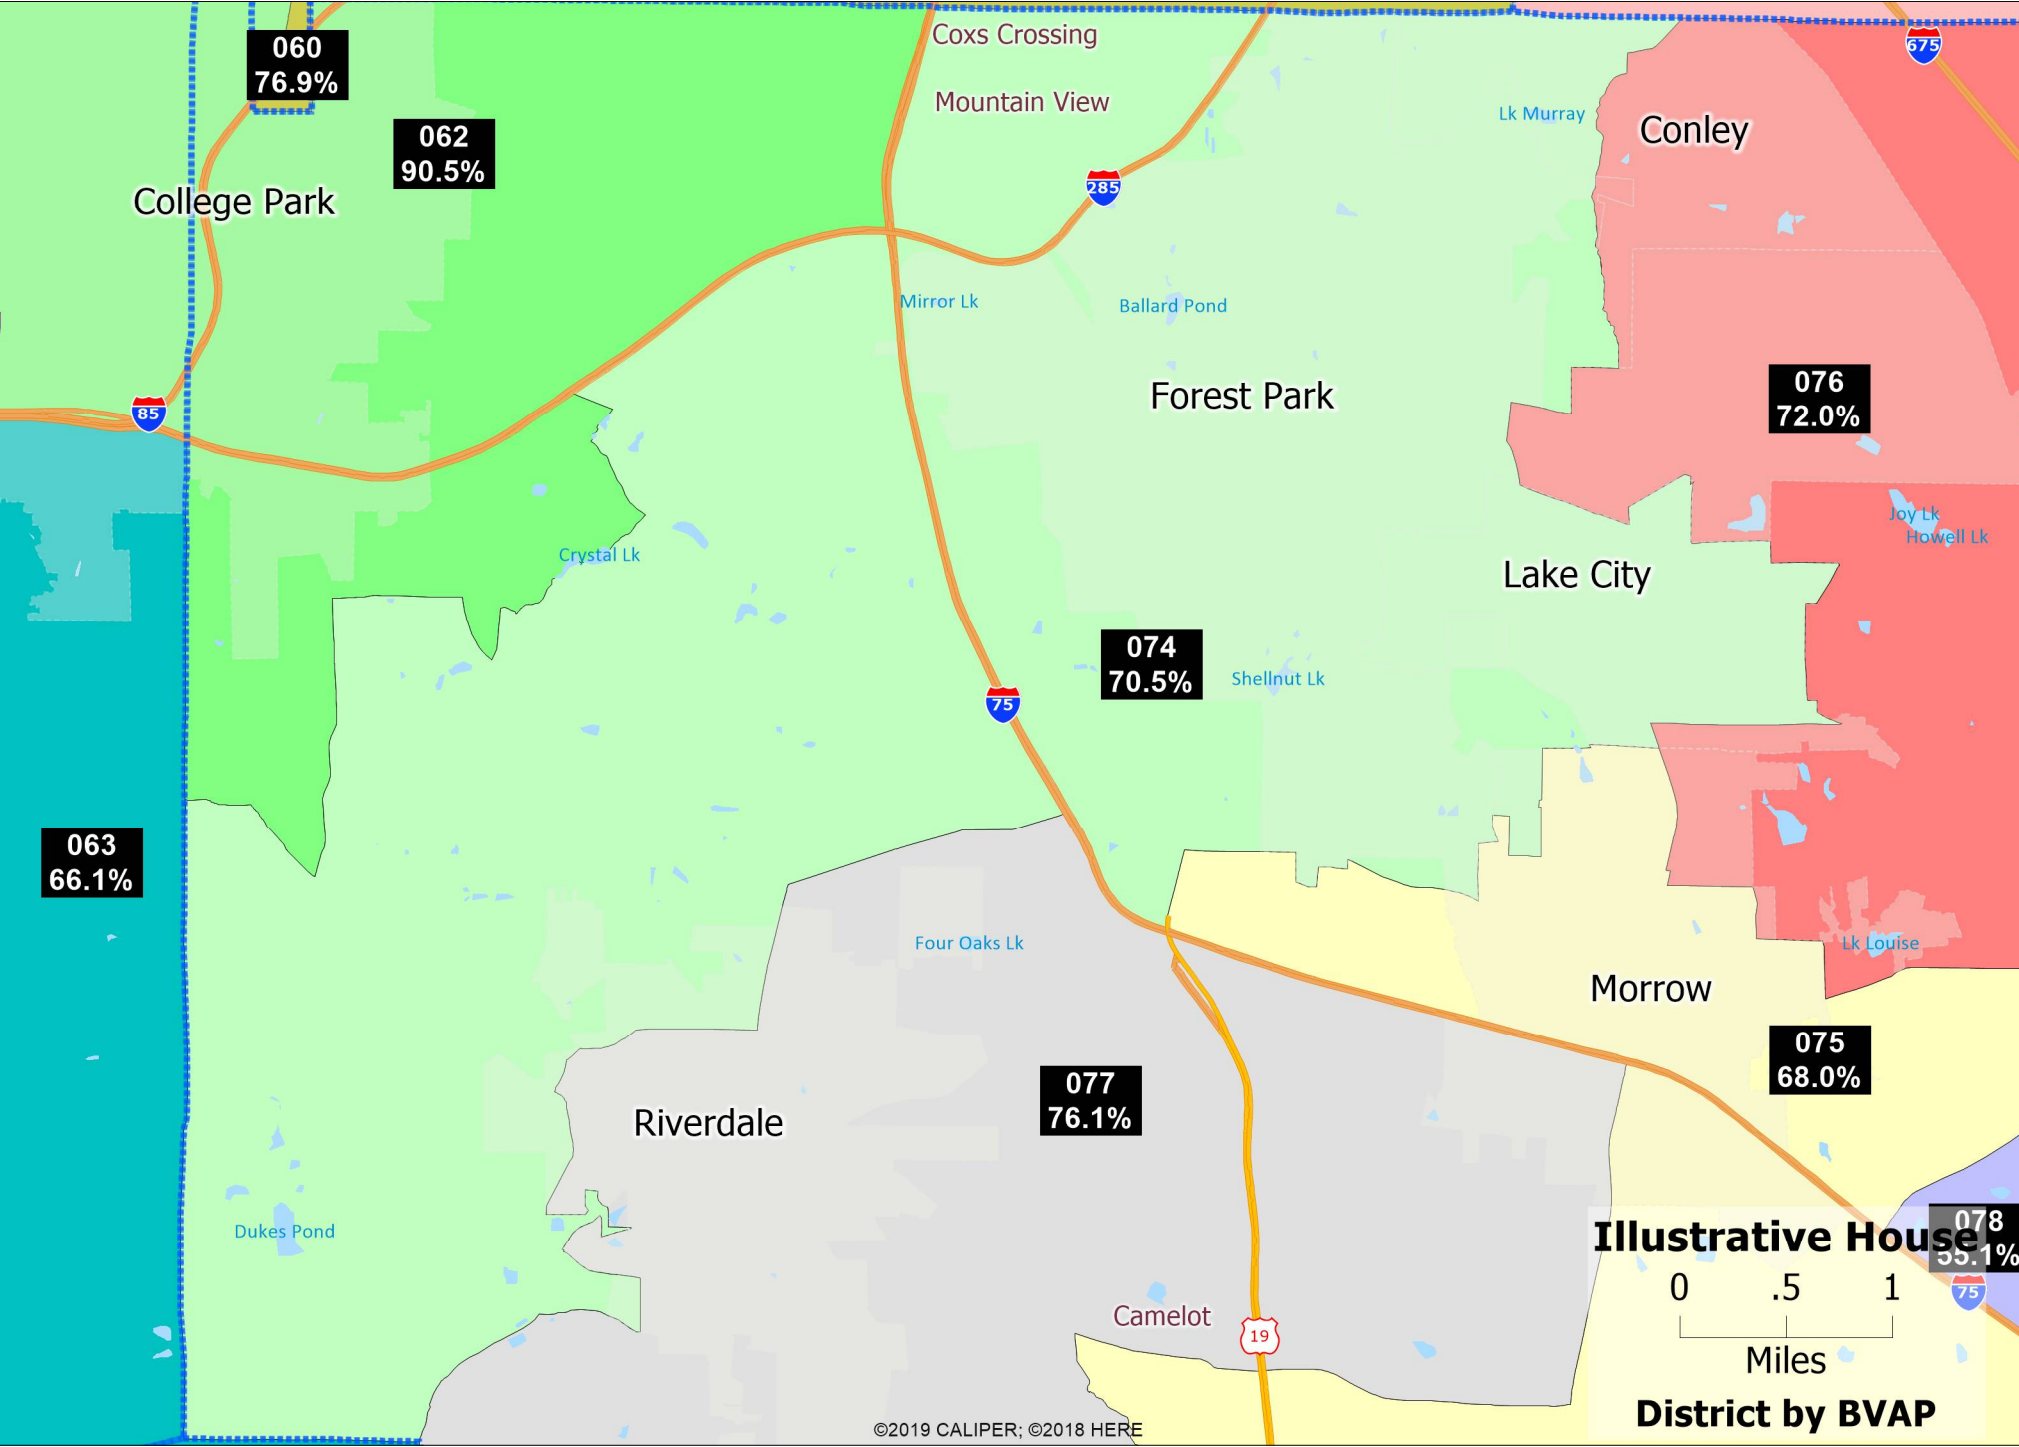 Coxs Crossing
675
060
76.9%
Mountain View
Lk Murray
Conley
062
90.5%
285
College Park
Mirror Lk
Ballard Pond
Forest Park
076
72.0%
85
Joy Lk
Howell Lk
Crystal Lk
Lake City
074
70.5%
Shellnut Lk
75
063
66.1%
Four Oaks Lk
Lk Louise
Morrow
075
68.0%
077
76.1%
Riverdale
Dukes Pond
078
55.1%
Illustrative House
0 .5 1
75
Camelot
19
Miles
District by BVAP
©2019 CALIPER; ©2018 HERE